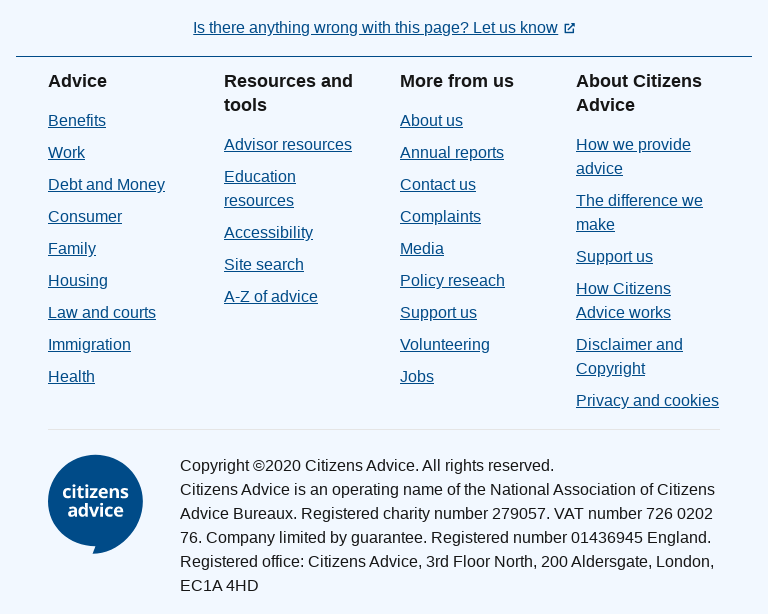 Is there anything wrong with this page? Let us know
Advice
Benefits
Work
Debt and Money
Consumer
Family
Housing
Law and courts
Immigration
Health
Resources and
tools
Advisor resources
Education
resources
Accessibility
Site search
A-Z of advice
More from us
About us
Annual reports
Contact us
Complaints
Media
Policy reseach
Support us
Volunteering
Jobs
About Citizens
Advice
How we provide
advice
The difference we
make
Support us
How Citizens
Advice works
Disclaimer and
Copyright
Privacy and cookies
citizens
advice
Copyright ©2020 Citizens Advice. All rights reserved.
Citizens Advice is an operating name of the National Association of Citizens
Advice Bureaux. Registered charity number 279057. VAT number 726 0202
76. Company limited by guarantee. Registered number 01436945 England.
Registered office: Citizens Advice, 3rd Floor North, 200 Aldersgate, London,
EC1A 4HD